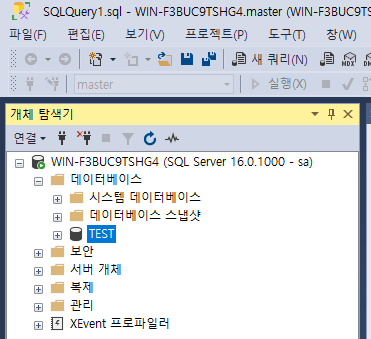 SQLQuery1.sql - WIN-F3BUC9TSHG4.master (WIN-F3BUC9TS
파일(F) 편집(E) 보기(V) 프로젝트(P) 도구(T) 창(W)
새 쿼리(N) MDX DMX
master 실행(X)
개체 탐색기
연결
WIN-F3BUC9TSHG4 (SQL Server 16.0.1000 - sa)
데이터베이스
시스템 데이터베이스
데이터베이스 스냅샷
TEST
보안
서버 개체
복제
관리
XEvent 프로파일러